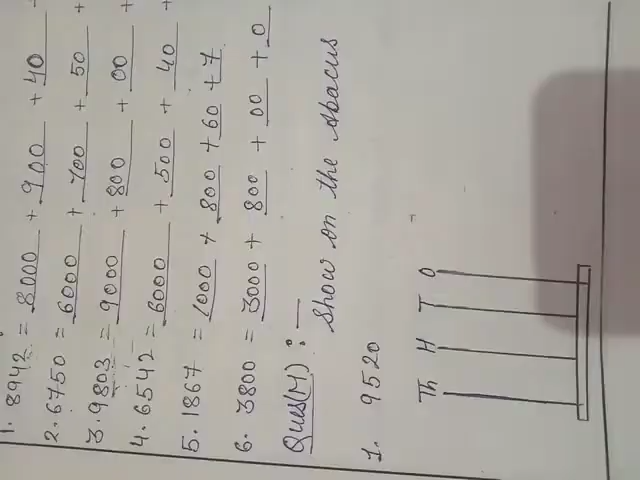 1. 8942 = 8000 + 900 + 40
2. 6750 = 6000 + 700 + 50 +
3. 9803 = 9000 + 800 + 00 +
4. 6542 = 6000 + 500 + 40 +
5. 1867 = 1000 + 800 + 60 + 7
6. 3800 = 3000 + 800 + 00 + 0
Ques(4) :—
Show on the Abacus
1. 9520
Th H T O